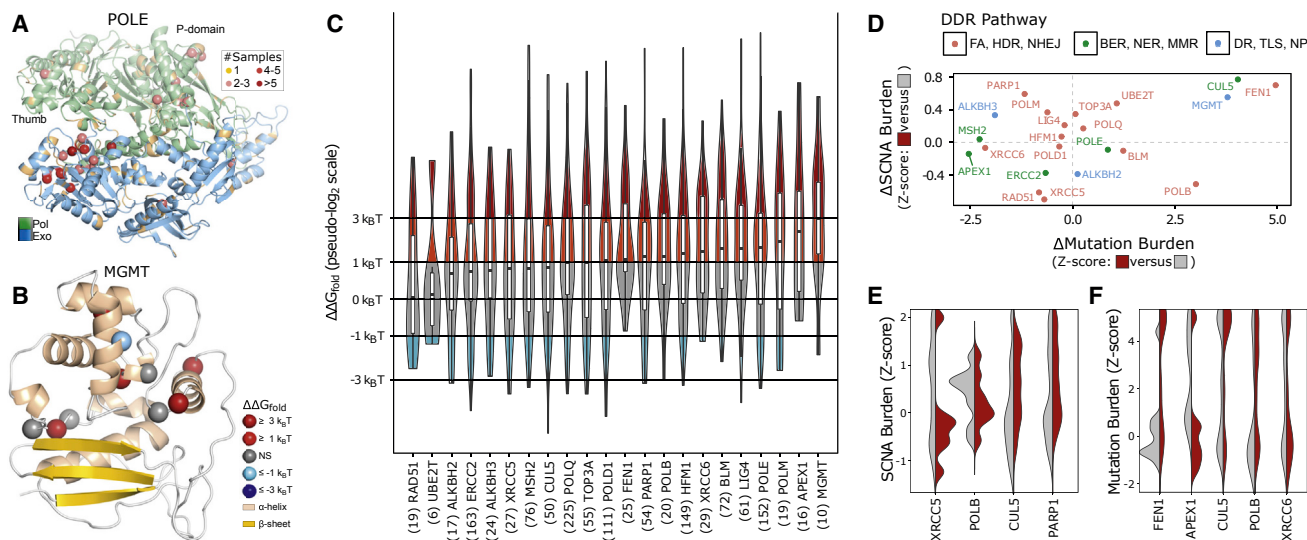 A
POLE
P-domain
#Samples
1 4-5
2-3 >5
Thumb
Pol
Exo
B
MGMT
ΔΔGfold
≥ 3 kBT
≥ 1 kBT
NS
≤ -1 kBT
≤ -3 kBT
α-helix
β-sheet
C
ΔΔGfold (pseudo-log2 scale)
3 kBT
1 kBT
0 kBT
-1 kBT
-3 kBT
(19) RAD51
(6) UBE2T
(17) ALKBH2
(163) ERCC2
(24) ALKBH3
(27) XRCC5
(76) MSH2
(50) CUL5
(225) POLQ
(55) TOP3A
(111) POLD1
(25) FEN1
(54) PARP1
(20) POLB
(149) HFM1
(29) XRCC6
(72) BLM
(61) LIG4
(152) POLE
(19) POLM
(16) APEX1
(10) MGMT
D
DDR Pathway
FA, HDR, NHEJ
BER, NER, MMR
DR, TLS, NP
ΔSCNA Burden
(Z-score: versus )
0.8
0.4
0.0
-0.4
PARP1
POLM
ALKBH3
LIG4
TOP3A
UBE2T
CUL5
FEN1
MGMT
MSH2
HFM1
POLQ
XRCC6
POLD1
POLE
BLM
APEX1
ERCC2
ALKBH2
RAD51
XRCC5
POLB
-2.5
0.0
2.5
5.0
ΔMutation Burden
(Z-score: versus )
E
SCNA Burden (Z-score)
2
1
0
-1
XRCC5
POLB
CUL5
PARP1
F
Mutation Burden (Z-score)
4
2
0
-2
FEN1
APEX1
CUL5
POLB
XRCC6